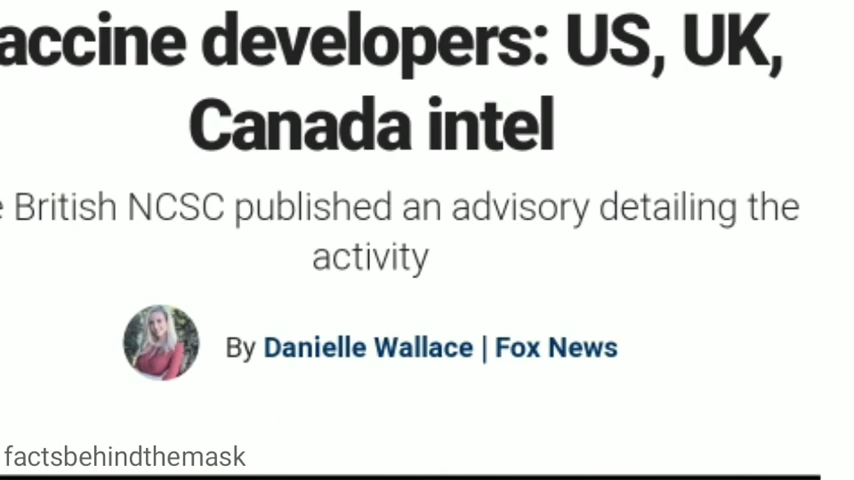 accine developers: US, UK,
Canada intel
e British NCSC published an advisory detailing the
activity
By Danielle Wallace | Fox News
factsbehindthemask